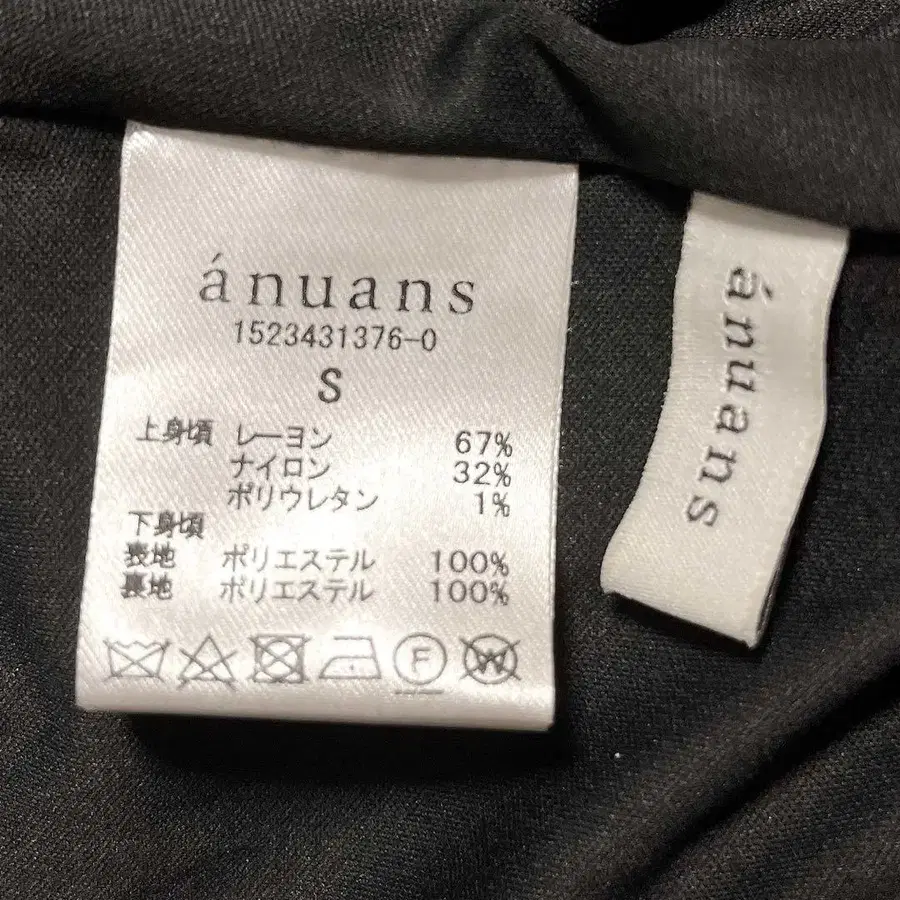 ánuans
1523431376-0
S
上身頃 レーヨン 67%
ナイロン 32%
ポリウレタン 1%
下身頃
表地 ポリエステル 100%
裏地 ポリエステル 100%
F W
ánuans